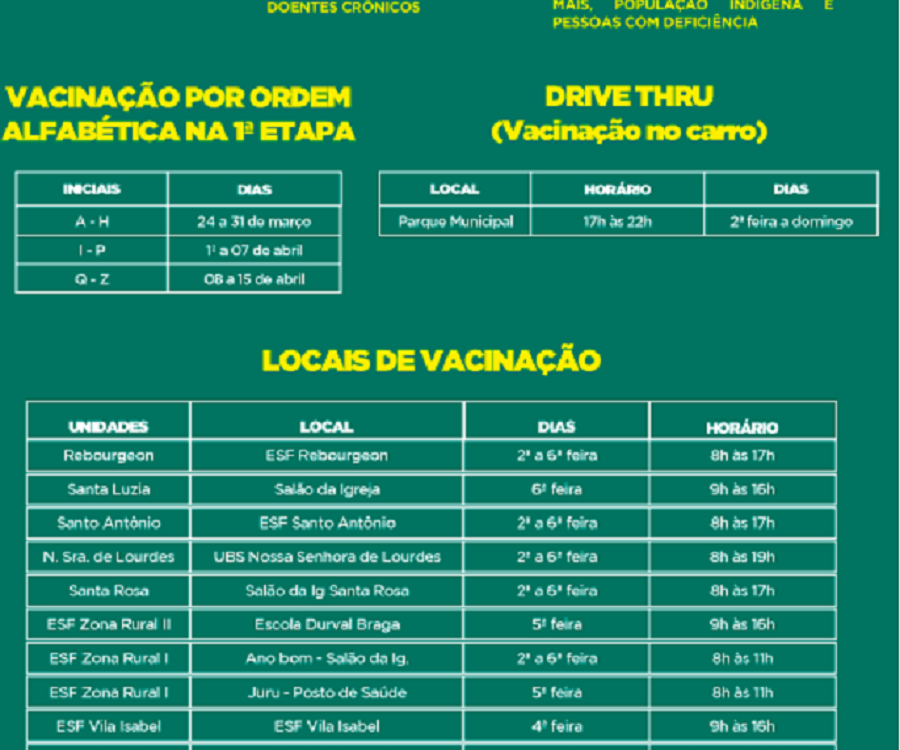 DOENTES CRÔNICOS
MAIS, POPULAÇÃO INDÍGENA E
PESSOAS COM DEFICIÊNCIA
VACINAÇÃO POR ORDEM
ALFABÉTICA NA 1ª ETAPA
INICIAIS DIAS
A - H 24 a 31 de março
I - P 1º a 07 de abril
Q - Z 08 a 15 de abril
DRIVE THRU
(Vacinação no carro)
LOCAL HORÁRIO DIAS
Parque Municipal 17h às 22h 2ª feira a domingo
LOCAIS DE VACINAÇÃO
UNIDADES LOCAL DIAS HORÁRIO
Rebourgeon ESF Rebourgeon 2ª a 6ª feira 8h às 17h
Santa Luzia Salão da Igreja 6ª feira 9h às 16h
Santo Antônio ESF Santo Antônio 2ª a 6ª feira 8h às 17h
N. Sra. de Lourdes UBS Nossa Senhora de Lourdes 2ª a 6ª feira 8h às 19h
Santa Rosa Salão da Ig Santa Rosa 2ª a 6ª feira 8h às 17h
ESF Zona Rural II Escola Durval Braga 5ª feira 9h às 16h
ESF Zona Rural I Ano bom - Salão da Ig. 2ª a 6ª feira 8h às 11h
ESF Zona Rural I Juru - Posto de Saúde 5ª feira 8h às 11h
ESF Vila Isabel ESF Vila Isabel 4ª feira 9h às 16h